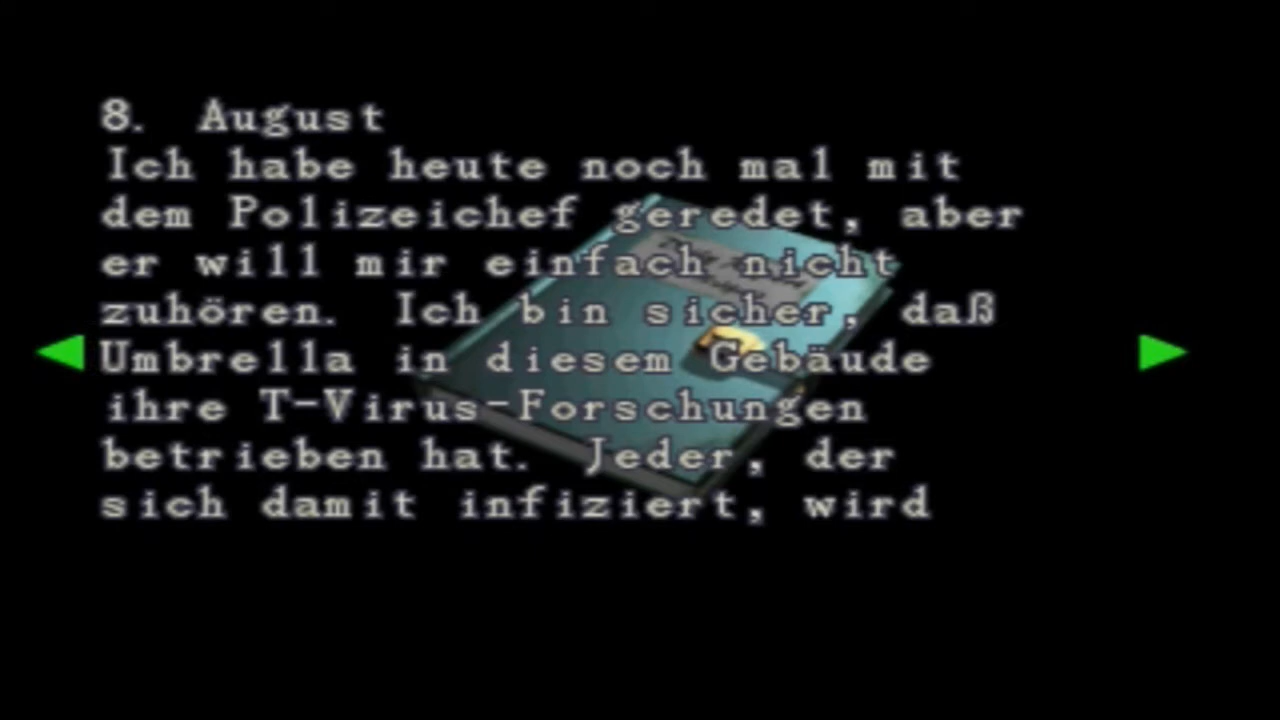 8. August
Ich habe heute noch mal mit
dem Polizeichef geredet, aber
er will mir einfach nicht
zuhören. Ich bin sicher, daß
Umbrella in diesem Gebäude
ihre T-Virus-Forschungen
betrieben hat. Jeder, der
sich damit infiziert, wird